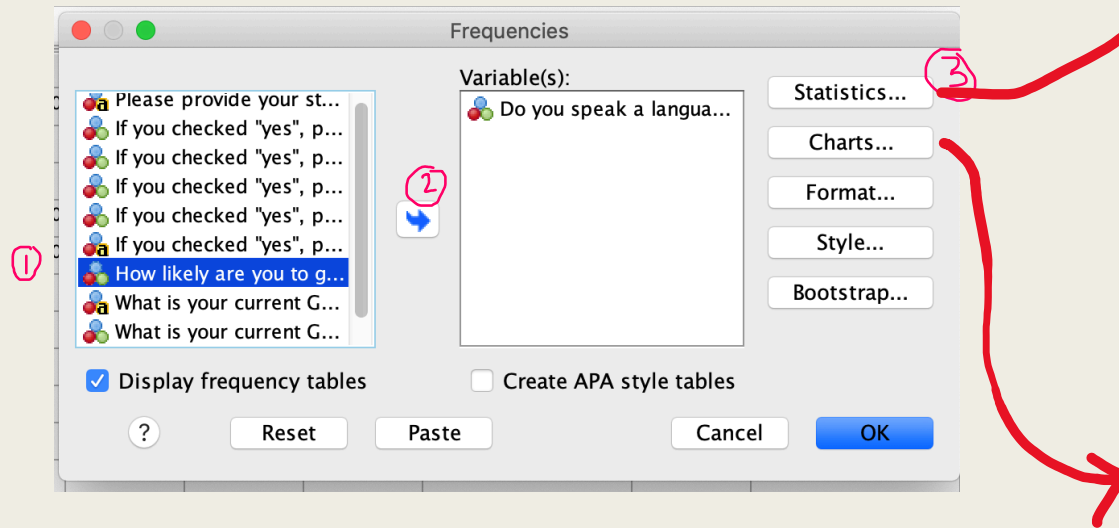 Frequencies
Variable(s):
Please provide your st...
If you checked "yes", p...
If you checked "yes", p...
If you checked "yes", p...
If you checked "yes", p...
If you checked "yes", p...
How likely are you to g...
What is your current G...
What is your current G...
1
2
Do you speak a langua...
3
Statistics...
Charts...
Format...
Style...
Bootstrap...
Display frequency tables
Create APA style tables
?
Reset
Paste
Cancel
OK